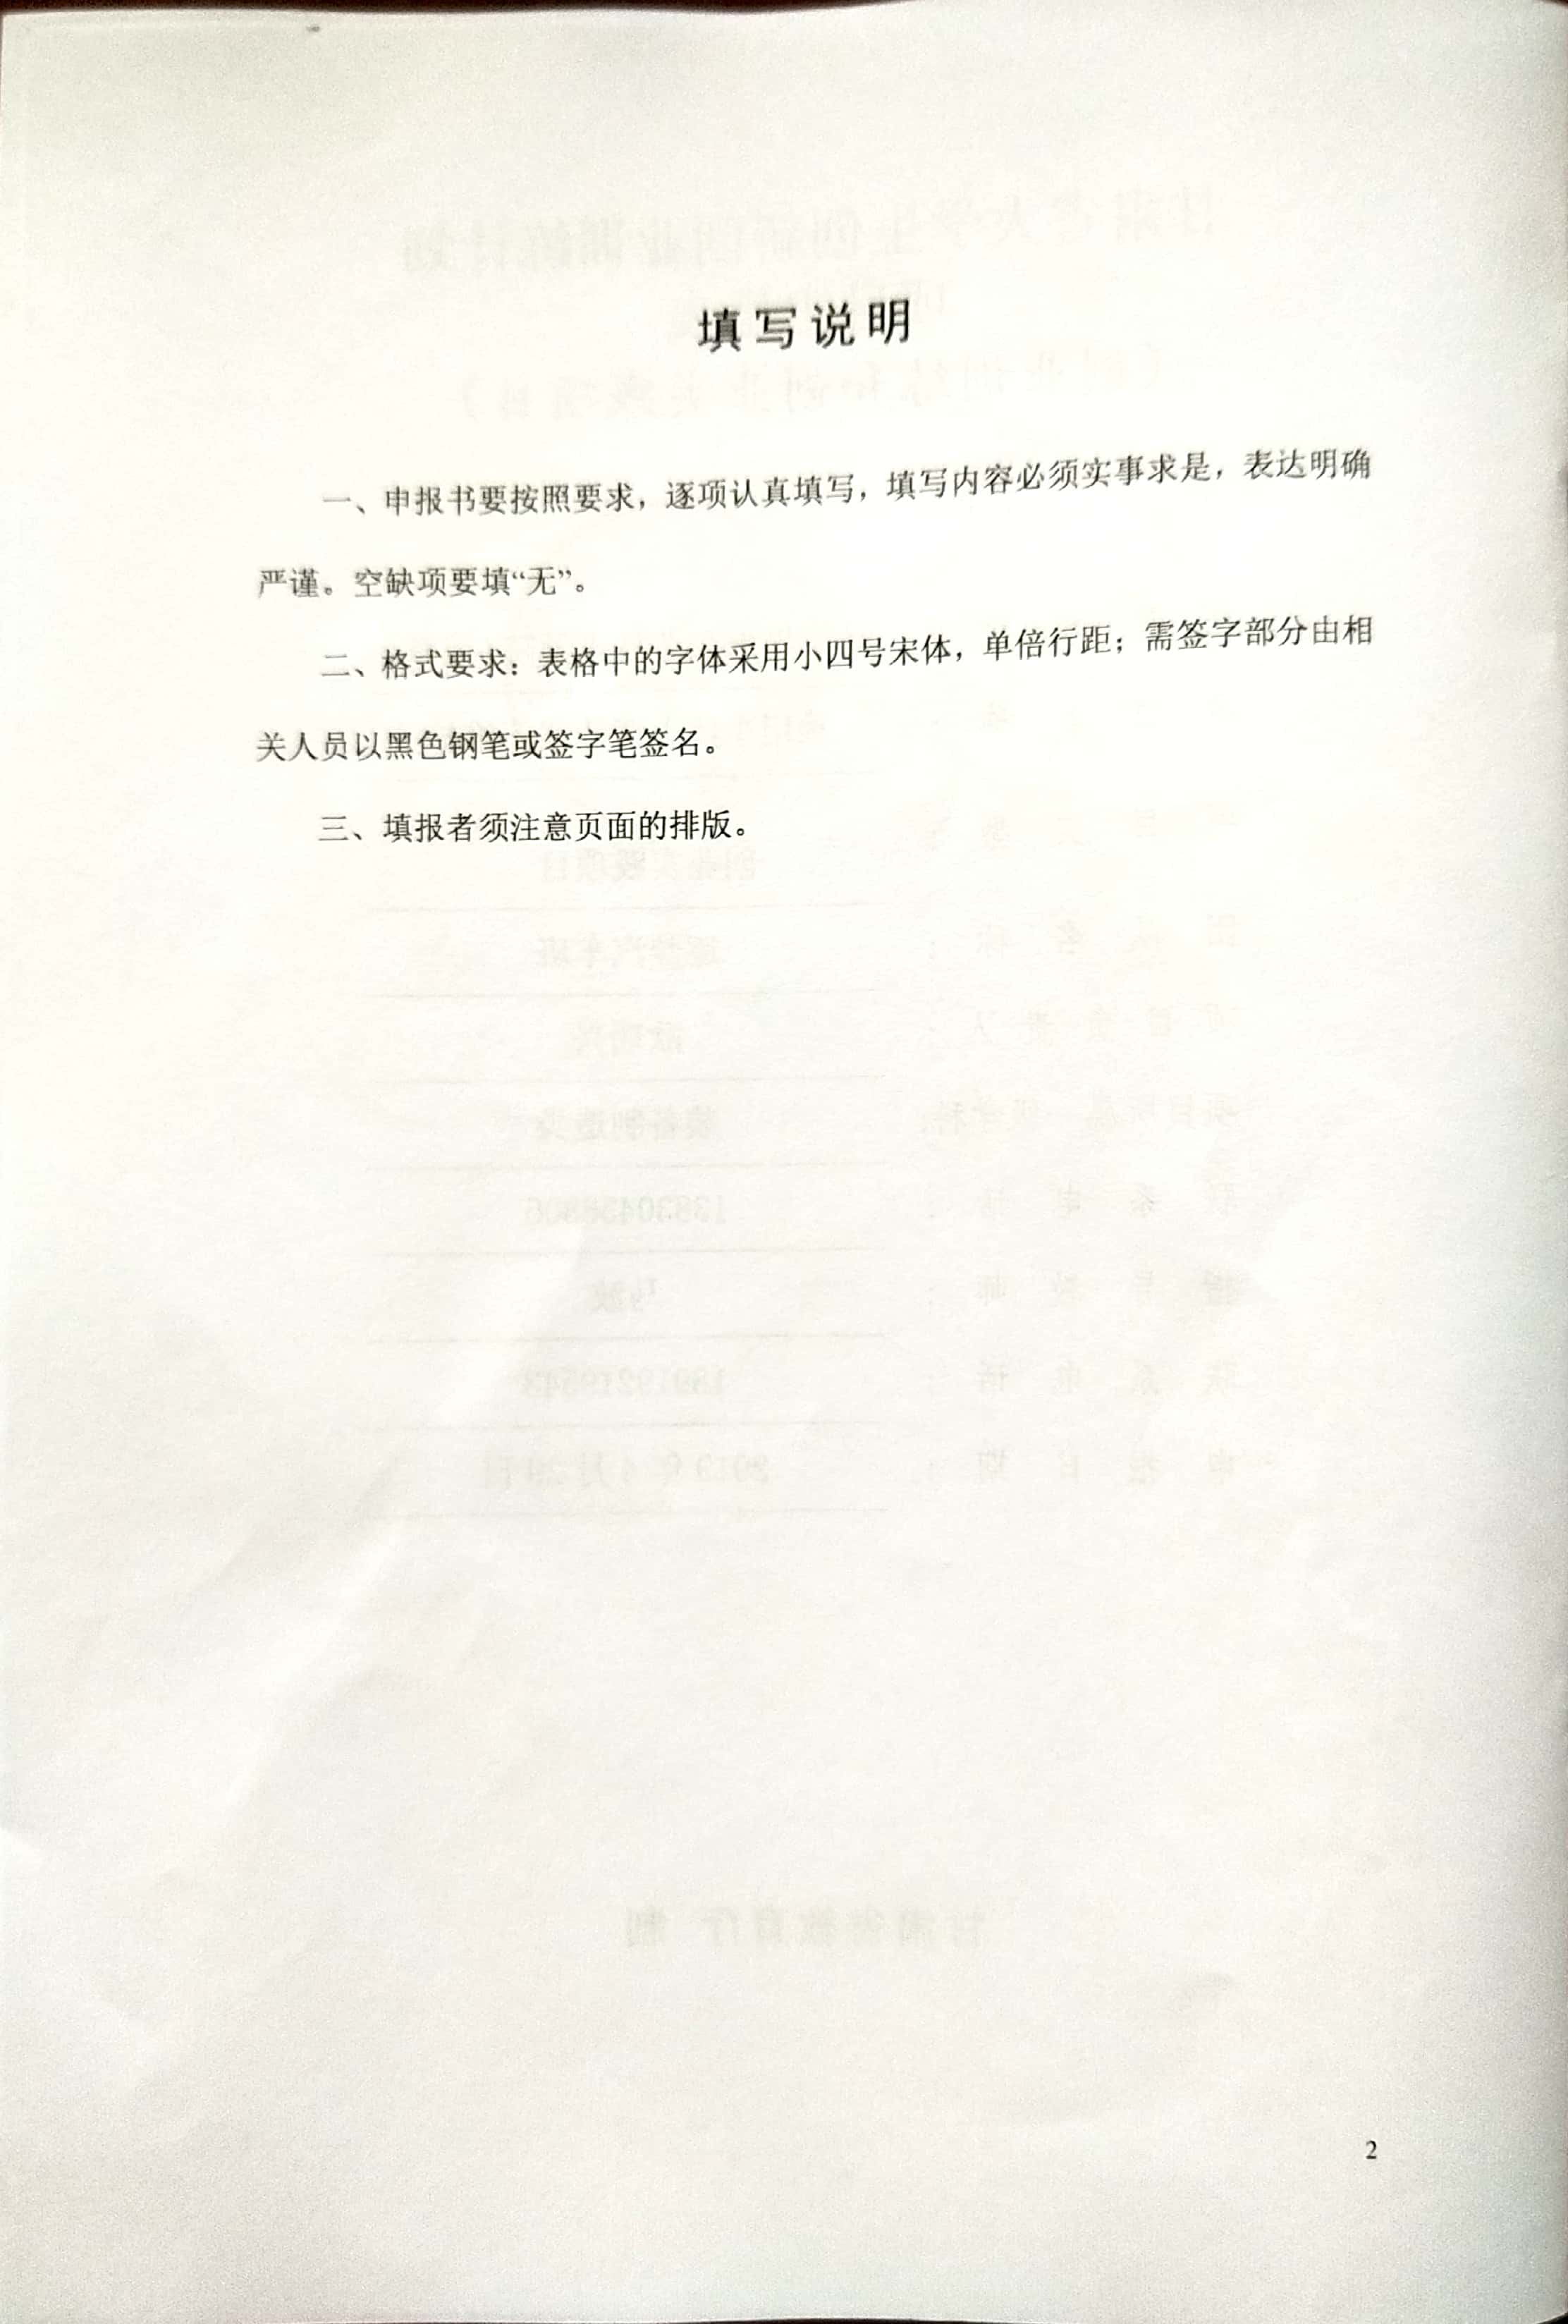 填写说明
一、申报书要按照要求，逐项认真填写，填写内容必须实事求是，表达明确
严谨。空缺项要填“无”。
二、格式要求：表格中的字体采用小四号宋体，单倍行距；需签字部分由相
关人员以黑色钢笔或签字笔签名。
三、填报者须注意页面的排版。
2